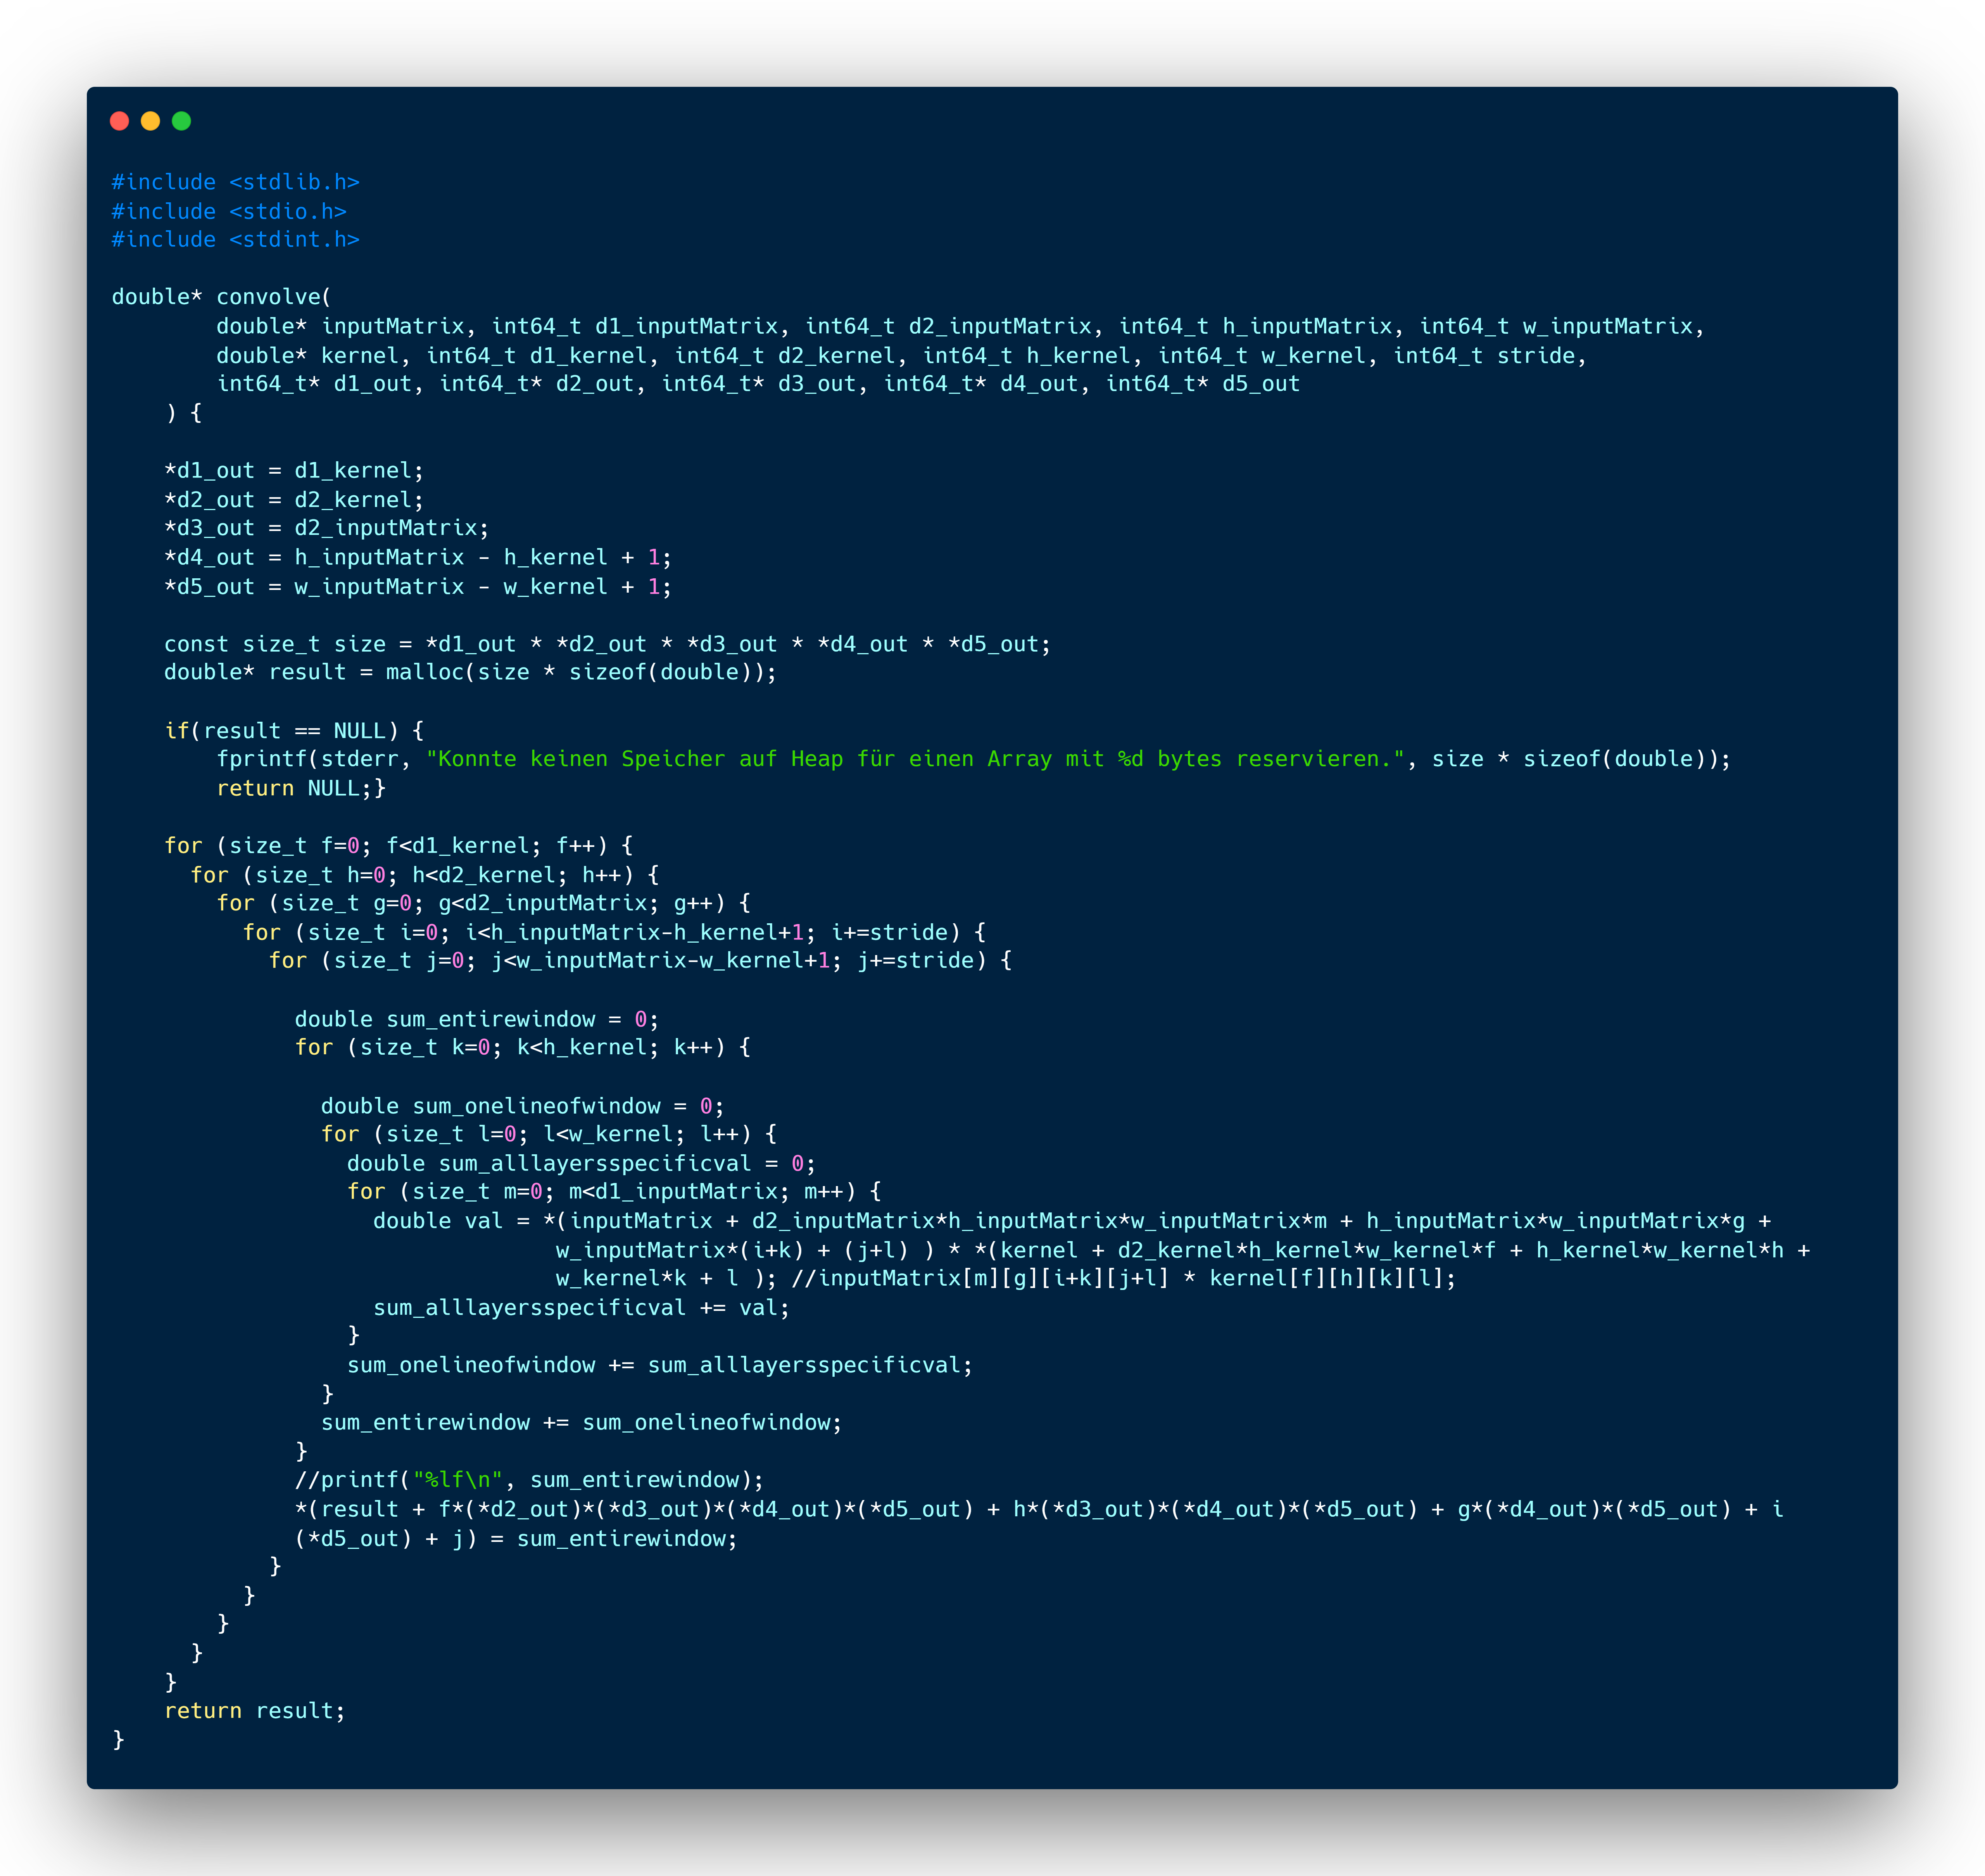 #include <stdlib.h>
#include <stdio.h>
#include <stdint.h>
double* convolve(
double* inputMatrix, int64_t d1_inputMatrix, int64_t d2_inputMatrix, int64_t h_inputMatrix, int64_t w_inputMatrix,
double* kernel, int64_t d1_kernel, int64_t d2_kernel, int64_t h_kernel, int64_t w_kernel, int64_t stride,
int64_t* d1_out, int64_t* d2_out, int64_t* d3_out, int64_t* d4_out, int64_t* d5_out
) {
*d1_out = d1_kernel;
*d2_out = d2_kernel;
*d3_out = d2_inputMatrix;
*d4_out = h_inputMatrix - h_kernel + 1;
*d5_out = w_inputMatrix - w_kernel + 1;
const size_t size = *d1_out * *d2_out * *d3_out * *d4_out * *d5_out;
double* result = malloc(size * sizeof(double));
if(result == NULL) {
fprintf(stderr, "Konnte keinen Speicher auf Heap für einen Array mit %d bytes reservieren.", size * sizeof(double));
return NULL;}
for (size_t f=0; f<d1_kernel; f++) {
for (size_t h=0; h<d2_kernel; h++) {
for (size_t g=0; g<d2_inputMatrix; g++) {
for (size_t i=0; i<h_inputMatrix-h_kernel+1; i+=stride) {
for (size_t j=0; j<w_inputMatrix-w_kernel+1; j+=stride) {
double sum_entirewindow = 0;
for (size_t k=0; k<h_kernel; k++) {
double sum_onelineofwindow = 0;
for (size_t l=0; l<w_kernel; l++) {
double sum_alllayersspecificval = 0;
for (size_t m=0; m<d1_inputMatrix; m++) {
double val = *(inputMatrix + d2_inputMatrix*h_inputMatrix*w_inputMatrix*m + h_inputMatrix*w_inputMatrix*g +
w_inputMatrix*(i+k) + (j+l) ) * *(kernel + d2_kernel*h_kernel*w_kernel*f + h_kernel*w_kernel*h +
w_kernel*k + l ); //inputMatrix[m][g][i+k][j+l] * kernel[f][h][k][l];
sum_alllayersspecificval += val;
}
sum_onelineofwindow += sum_alllayersspecificval;
}
sum_entirewindow += sum_onelineofwindow;
}
//printf("%lf\n", sum_entirewindow);
*(result + f*(*d2_out)*(*d3_out)*(*d4_out)*(*d5_out) + h*(*d3_out)*(*d4_out)*(*d5_out) + g*(*d4_out)*(*d5_out) + i
(*d5_out) + j) = sum_entirewindow;
}
}
}
}
}
return result;
}